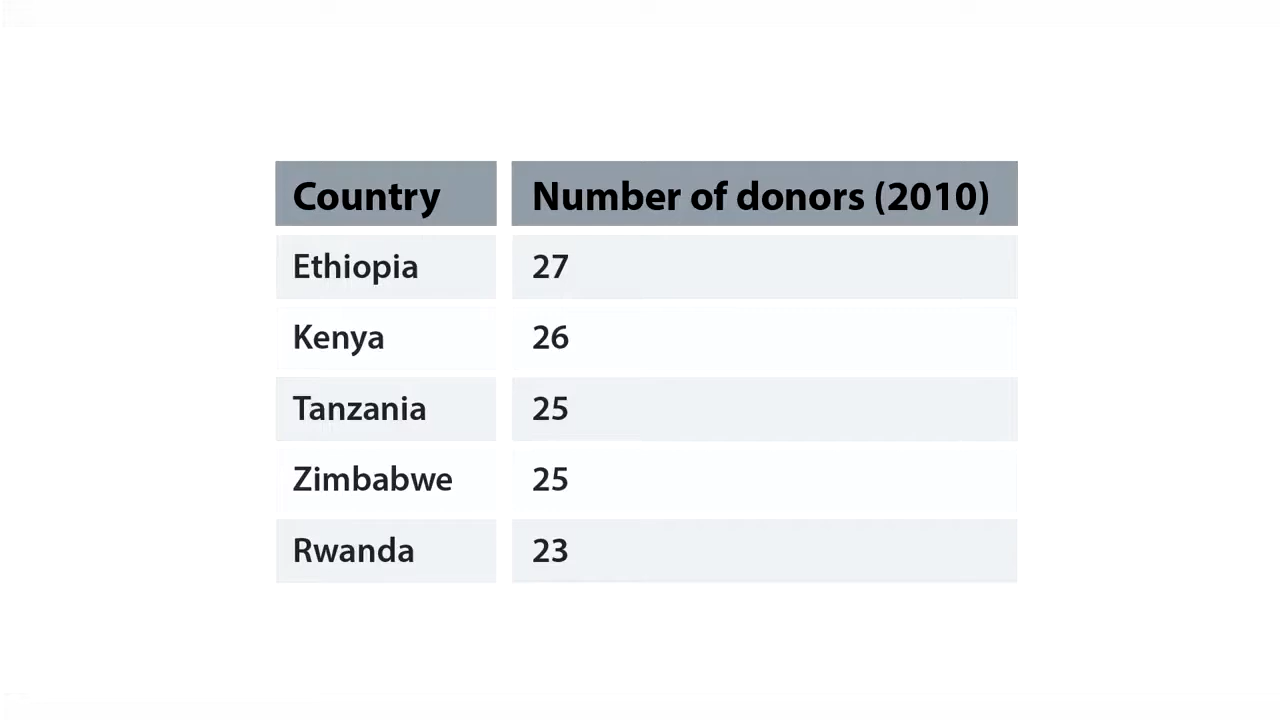 Country Number of donors (2010)
Ethiopia 27
Kenya 26
Tanzania 25
Zimbabwe 25
Rwanda 23